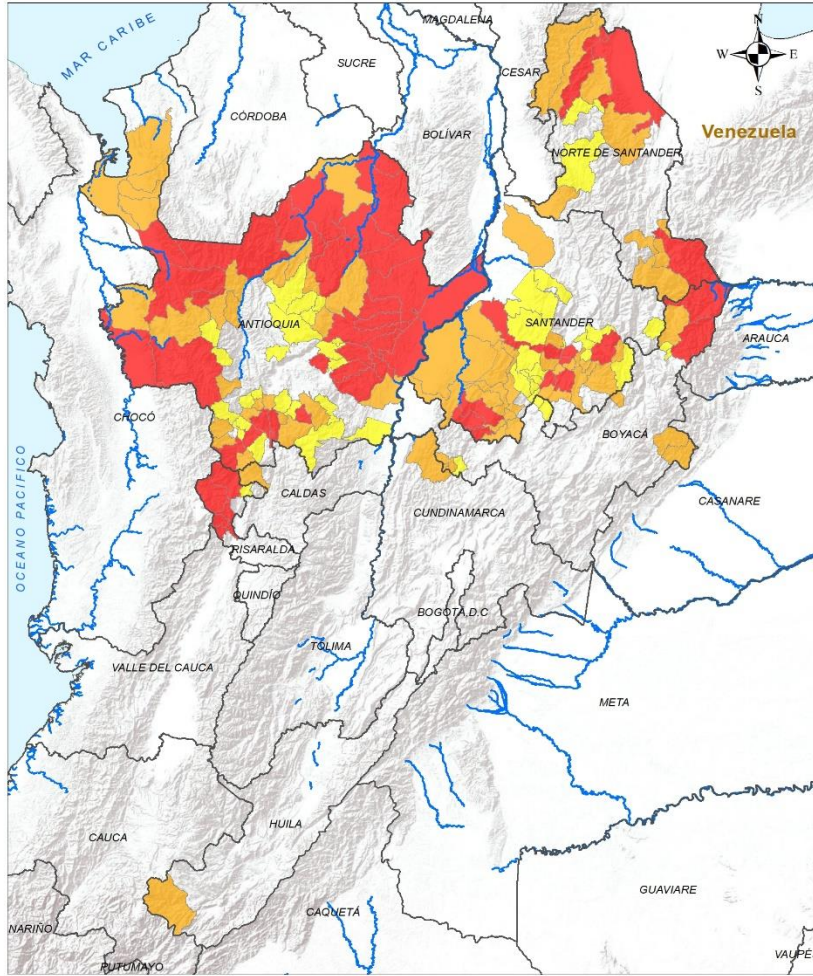 MAR CARIBE
MAGDALENA
N
W
E
S
SUCRE
CESAR
CÓRDOBA
BOLÍVAR
Venezuela
NORTE DE SANTANDER
ANTIOQUIA
SANTANDER
ARAUCA
CHOCÓ
BOYACÁ
OCEANO PACIFICO
CALDAS
CUNDINAMARCA
CASANARE
RISARALDA
QUINDÍO
BOGOTÁ,D.C
TOLIMA
VALLE DEL CAUCA
META
HUILA
CAUCA
GUAVIARE
CAQUETÁ
NARIÑO
PUTUMAYO
VAUPÉ